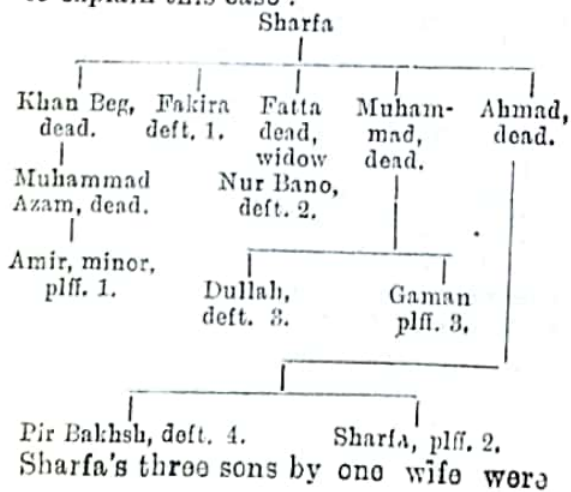 Sharfa
Khan Beg, Fakira Fatta Muham- Ahmad,
dead. deft. 1. dead, mad, dead.
widow dead.
Muhammad Nur Bano,
Azam, dead. deft. 2.
Amir, minor,
plff. 1. Dullah, Gaman
deft. 3. plff. 3.
Pir Bakhsh, deft. 4. Sharfa, plff. 2.
Sharfa's three sons by one wife were